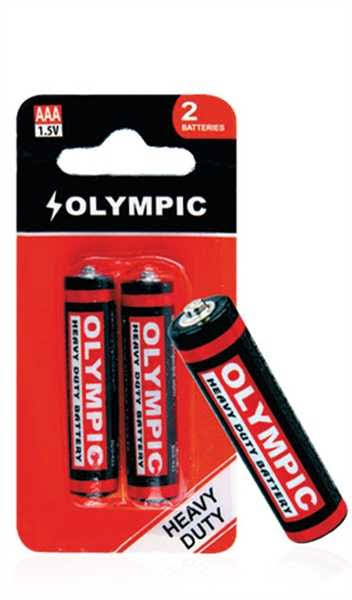 AAA
1.5V
2
BATTERIES
OLYMPIC
OLYMPIC
HEAVY DUTY BATTERY
OLYMPIC
HEAVY DUTY BATTERY
OLYMPIC
HEAVY DUTY BATTERY
HEAVY
DUTY